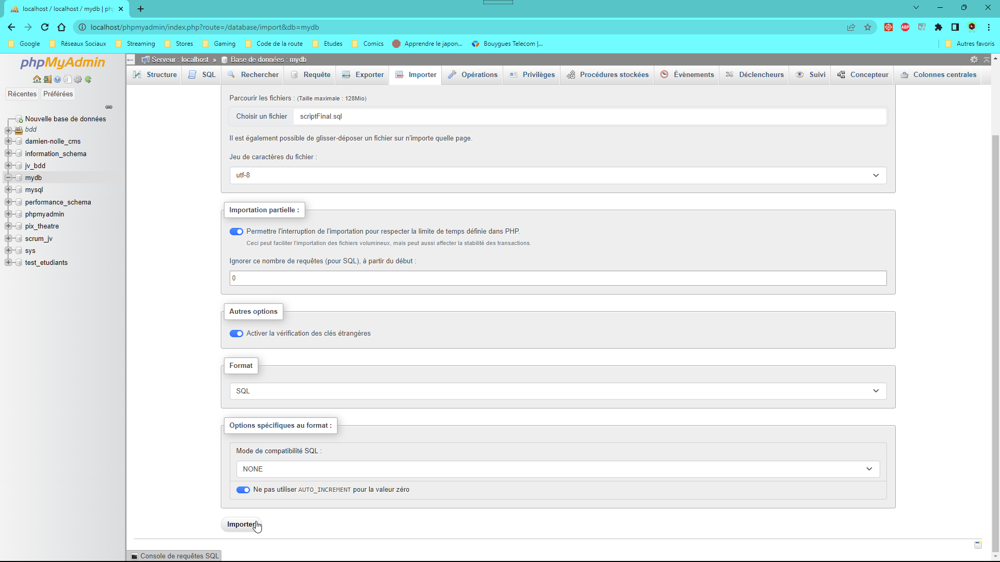 localhost / localhost / mydb | ph
localhost/phpmyadmin/index.php?route=/database/import&db=mydb
ABP
Google
Réseaux Sociaux
Streaming
Stores
Gaming
Code de la route
Etudes
Comics
Apprendre le japon...
Bouygues Telecom |...
Autres favoris
phpMyAdmin
Récentes
Préférées
Nouvelle base de données
bdd
damien-nolle_cms
information_schema
jv_bdd
mydb
mysql
performance_schema
phpmyadmin
pix_theatre
scrum_jv
sys
test_etudiants
Serveur : localhost » Base de données : mydb
Structure
SQL
Rechercher
Requête
Exporter
Importer
Opérations
Privilèges
Procédures stockées
Évènements
Déclencheurs
Suivi
Concepteur
Colonnes centrales
Parcourir les fichiers : (Taille maximale : 128Mio)
Choisir un fichier scriptFinal.sql
Il est également possible de glisser-déposer un fichier sur n'importe quelle page.
Jeu de caractères du fichier :
utf-8
Importation partielle :
Permettre l'interruption de l'importation pour respecter la limite de temps définie dans PHP.
Ceci peut faciliter l'importation des fichiers volumineux, mais peut aussi affecter la stabilité des transactions.
Ignorer ce nombre de requêtes (pour SQL), à partir du début :
0
Autres options
Activer la vérification des clés étrangères
Format
SQL
Options spécifiques au format :
Mode de compatibilité SQL :
NONE
Ne pas utiliser AUTO_INCREMENT pour la valeur zéro
Importer
Console de requêtes SQL